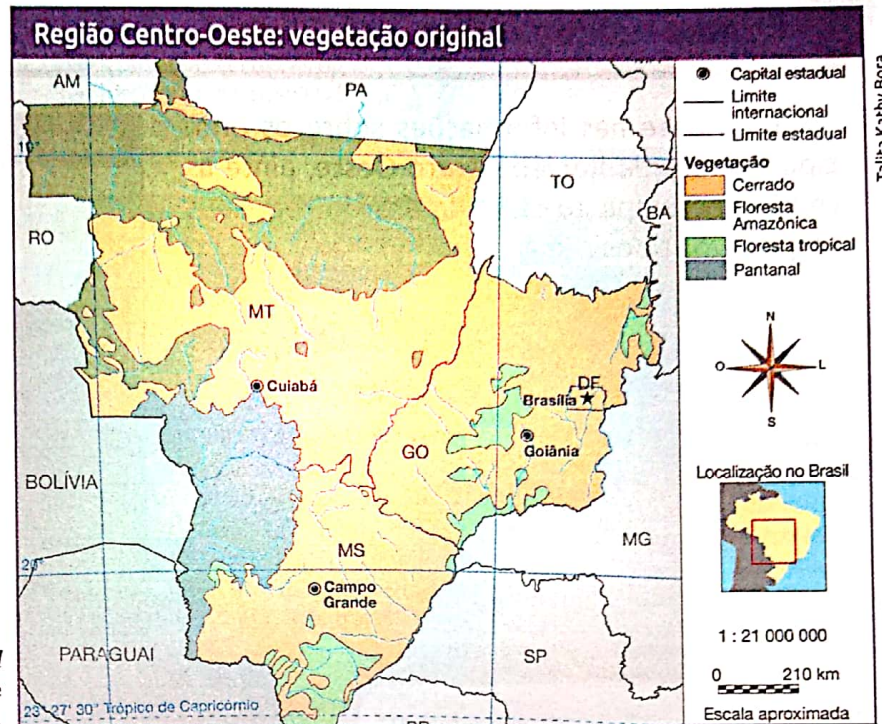 Região Centro-Oeste: vegetação original
AM
PA
TO
BA
RO
MT
Cuiabá
DF
Brasília
GO
Goiânia
BOLÍVIA
MG
MS
20°
Campo
Grande
PARAGUAI
SP
23° 27' 30" Trópico de Capricórnio
Capital estadual
Limite
internacional
Limite estadual
Vegetação
Cerrado
Floresta
Amazônica
Floresta tropical
Pantanal
N
O
L
S
Localização no Brasil
1 : 21 000 000
0 210 km
Escala aproximada